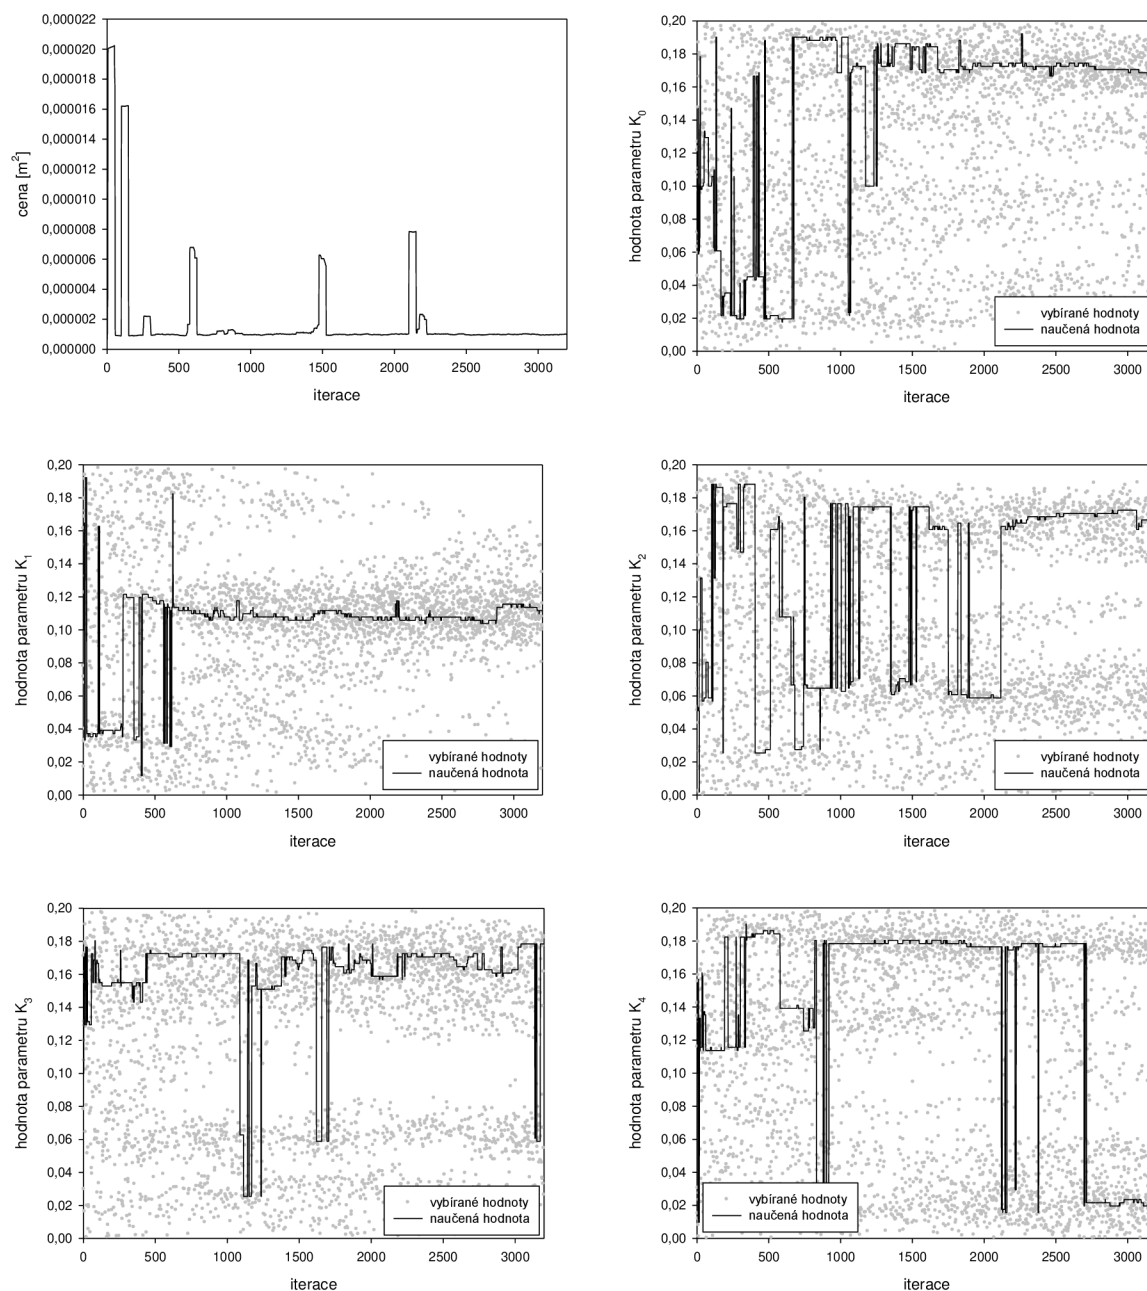 0,000022
0,000020
0,000018
0,000016
0,000014
0,000012
0,000010
0,000008
0,000006
0,000004
0,000002
0,000000
cena [m²]
0 500 1000 1500 2000 2500 3000
iterace
0,20
0,18
0,16
0,14
0,12
0,10
0,08
0,06
0,04
0,02
0,00
hodnota parametru K₀
vybírané hodnoty
naučená hodnota
0 500 1000 1500 2000 2500 3000
iterace
0,20
0,18
0,16
0,14
0,12
0,10
0,08
0,06
0,04
0,02
0,00
hodnota parametru K₁
vybírané hodnoty
naučená hodnota
0 500 1000 1500 2000 2500 3000
iterace
0,20
0,18
0,16
0,14
0,12
0,10
0,08
0,06
0,04
0,02
0,00
hodnota parametru K₂
vybírané hodnoty
naučená hodnota
0 500 1000 1500 2000 2500 3000
iterace
0,20
0,18
0,16
0,14
0,12
0,10
0,08
0,06
0,04
0,02
0,00
hodnota parametru K₃
vybírané hodnoty
naučená hodnota
0 500 1000 1500 2000 2500 3000
iterace
0,20
0,18
0,16
0,14
0,12
0,10
0,08
0,06
0,04
0,02
0,00
hodnota parametru K₄
vybírané hodnoty
naučená hodnota
0 500 1000 1500 2000 2500 3000
iterace